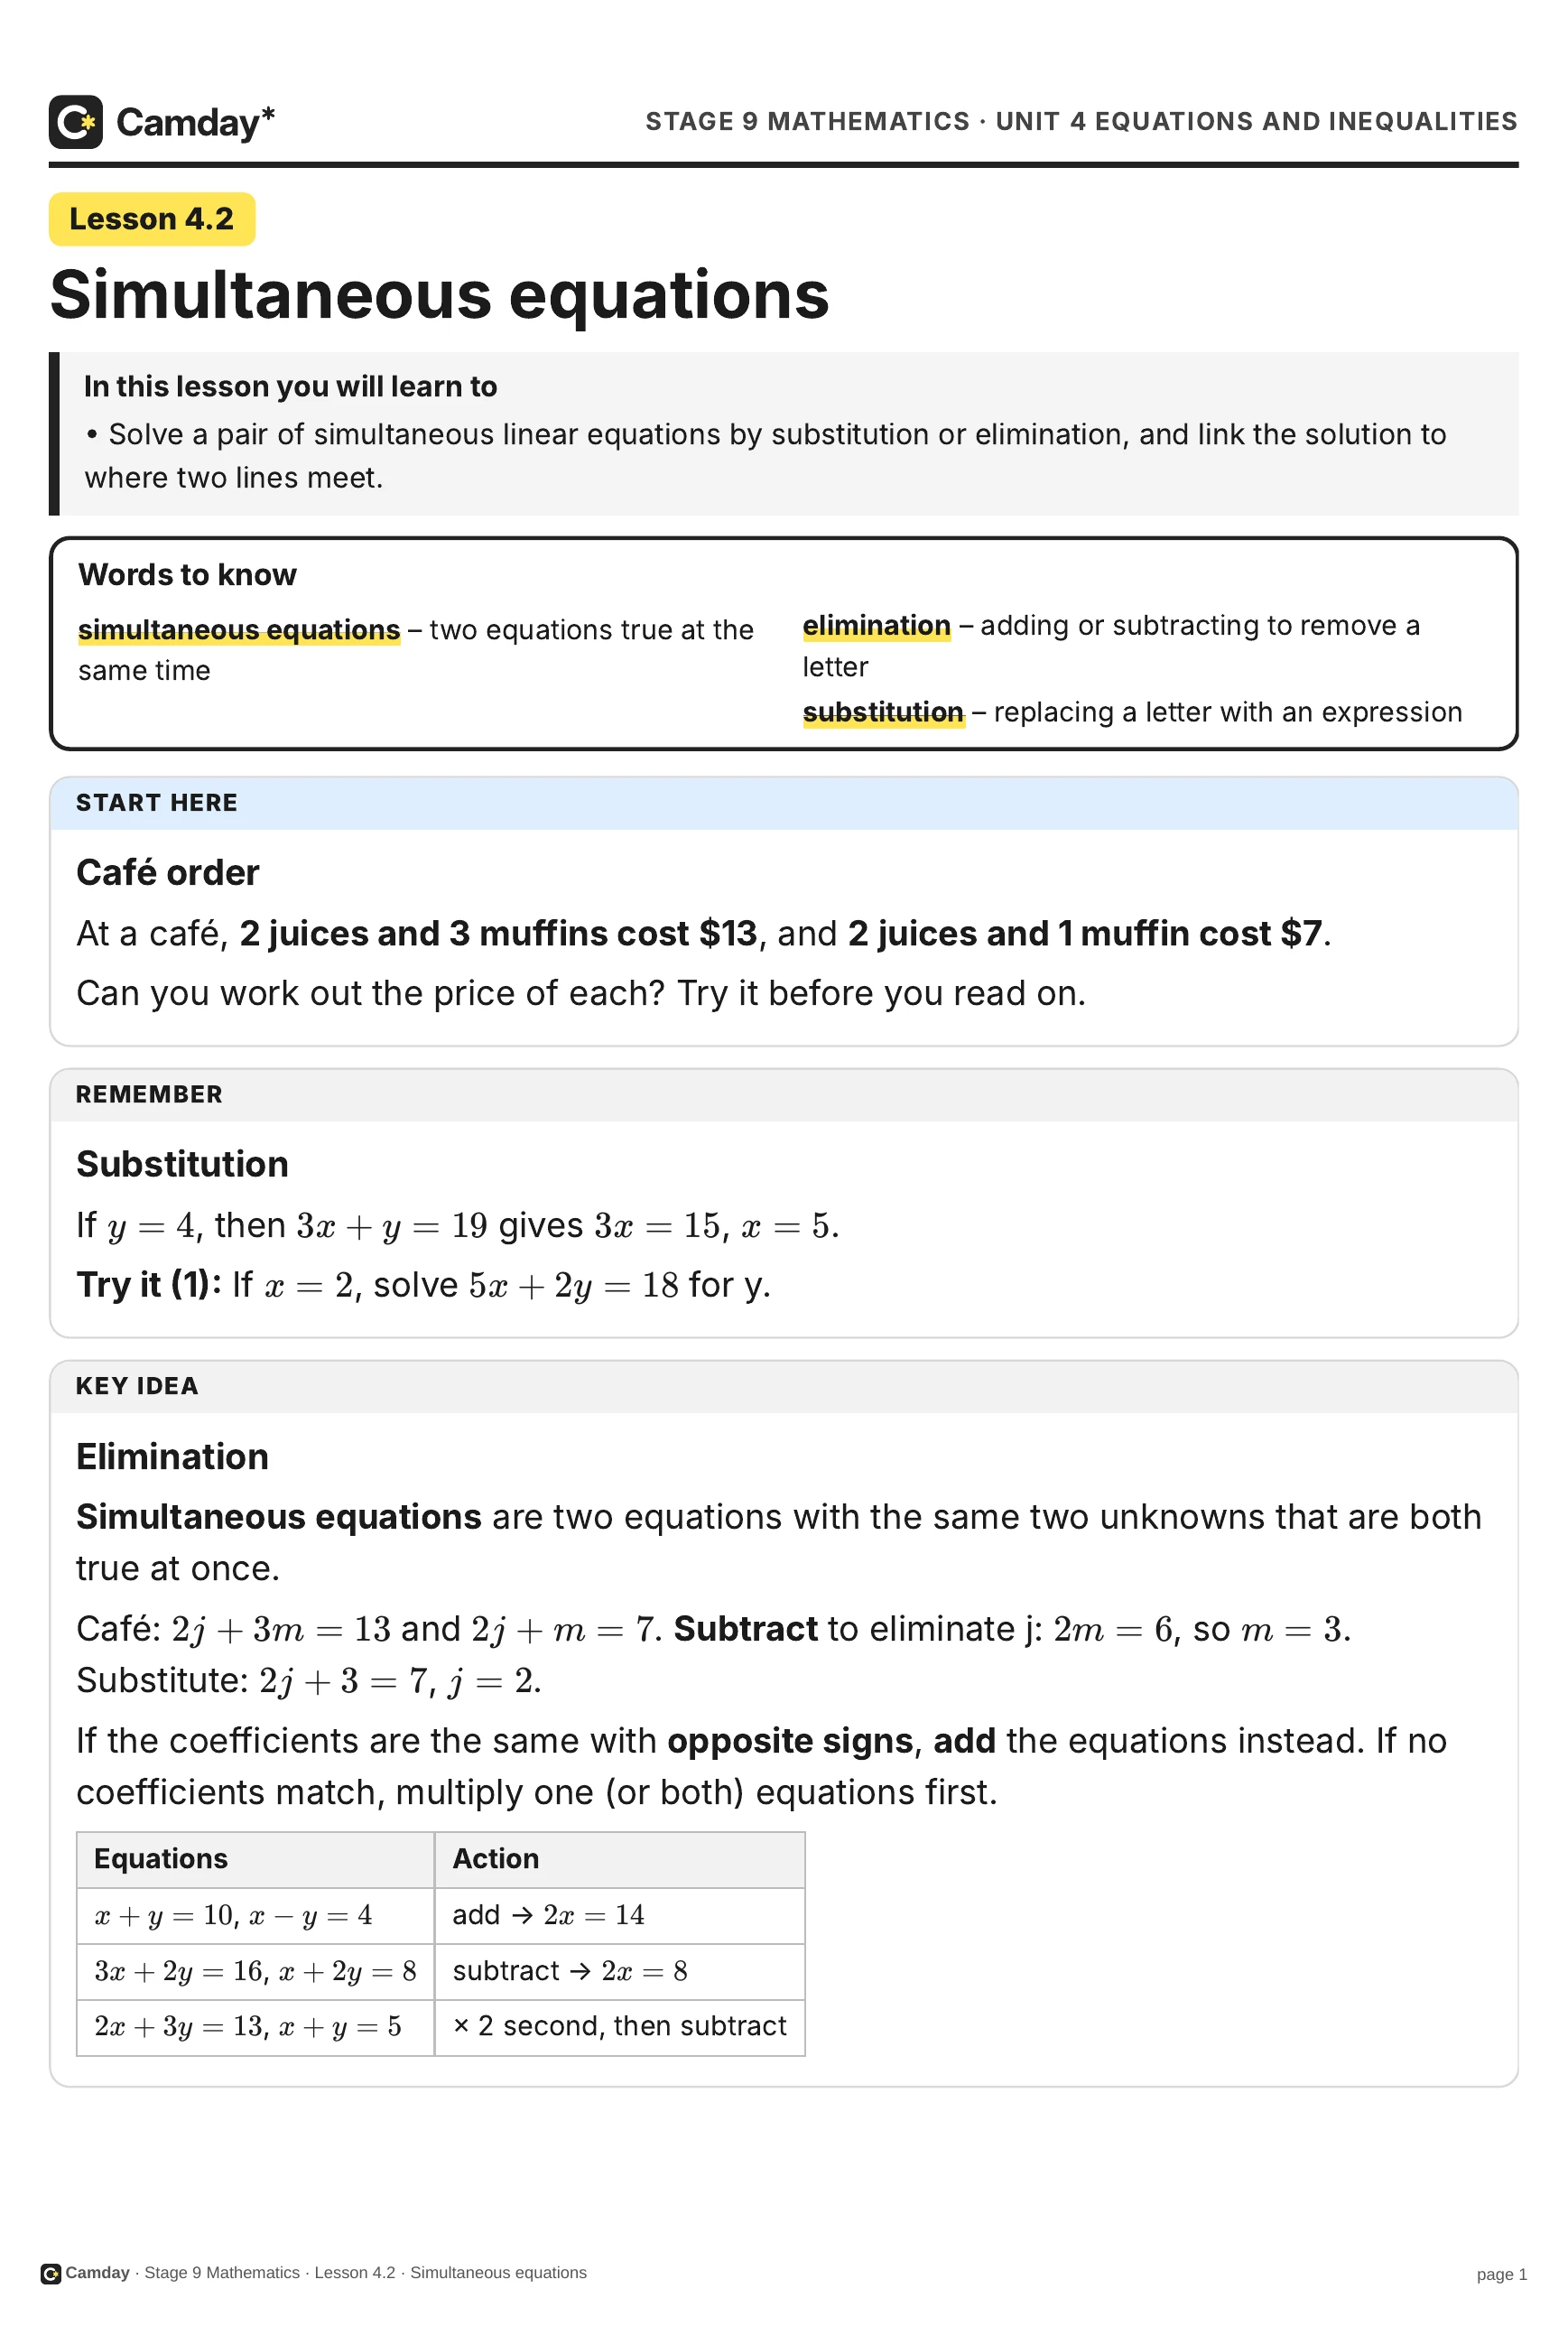 Camday*
STAGE 9 MATHEMATICS · UNIT 4 EQUATIONS AND INEQUALITIES
Lesson 4.2
Simultaneous equations
In this lesson you will learn to
• Solve a pair of simultaneous linear equations by substitution or elimination, and link the solution to
where two lines meet.
Words to know
simultaneous equations – two equations true at the
same time
elimination – adding or subtracting to remove a
letter
substitution – replacing a letter with an expression
START HERE
Café order
At a café, 2 juices and 3 muffins cost $13, and 2 juices and 1 muffin cost $7.
Can you work out the price of each? Try it before you read on.
REMEMBER
Substitution
If y = 4, then 3x + y = 19 gives 3x = 15, x = 5.
Try it (1): If x = 2, solve 5x + 2y = 18 for y.
KEY IDEA
Elimination
Simultaneous equations are two equations with the same two unknowns that are both
true at once.
Café: 2j + 3m = 13 and 2j + m = 7. Subtract to eliminate j: 2m = 6, so m = 3.
Substitute: 2j + 3 = 7, j = 2.
If the coefficients are the same with opposite signs, add the equations instead. If no
coefficients match, multiply one (or both) equations first.
Equations Action
x + y = 10, x − y = 4 add → 2x = 14
3x + 2y = 16, x + 2y = 8 subtract → 2x = 8
2x + 3y = 13, x + y = 5 × 2 second, then subtract
Camday · Stage 9 Mathematics · Lesson 4.2 · Simultaneous equations
page 1